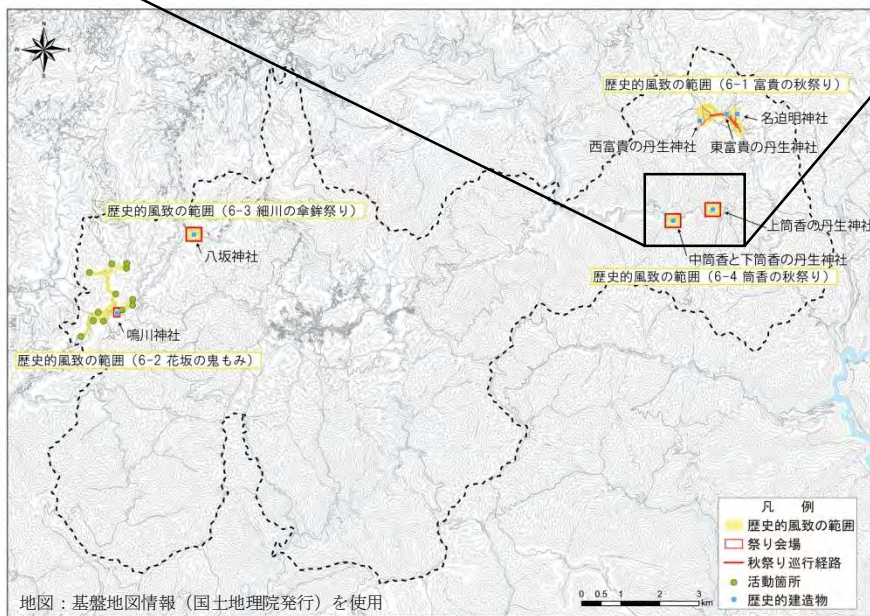 N
歴史的風致の範囲（6-1 富貴の秋祭り）
名迫明神社
西富貴の丹生神社
東富貴の丹生神社
歴史的風致の範囲（6-3 細川の傘鉾祭り）
八坂神社
上筒香の丹生神社
中筒香と下筒香の丹生神社
歴史的風致の範囲（6-4 筒香の秋祭り）
鳴川神社
歴史的風致の範囲（6-2 花坂の鬼もみ）
凡　例
歴史的風致の範囲
祭り会場
秋祭り巡行経路
活動箇所
歴史的建造物
地図：基盤地図情報（国土地理院発行）を使用
0 0.5 1 2 3
km